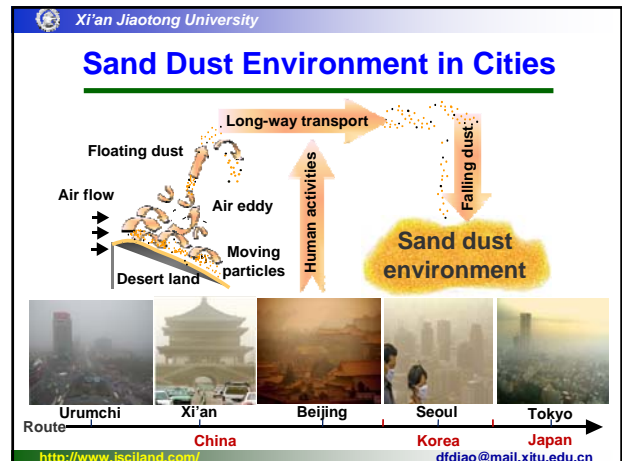 Xi'an Jiaotong University
Sand Dust Environment in Cities
Long-way transport
Floating dust
Falling dust
Air flow
Air eddy
Human activities
Moving
particles
Desert land
Sand dust
environment
Urumchi Xi'an Beijing Seoul Tokyo
Route
China Korea Japan
http://www.jsciland.com/ dfdiao@mail.xjtu.edu.cn